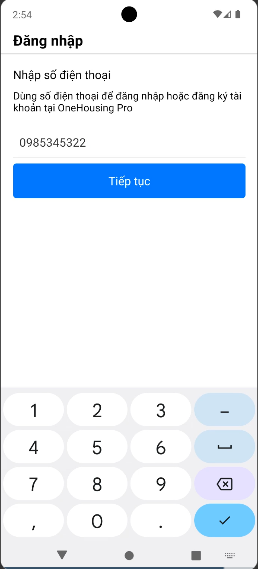 2:54
Đăng nhập
Nhập số điện thoại
Dùng số điện thoại để đăng nhập hoặc đăng ký tài
khoản tại OneHousing Pro
0985345322
Tiếp tục
1 2 3 –
4 5 6
7 8 9
, 0 .